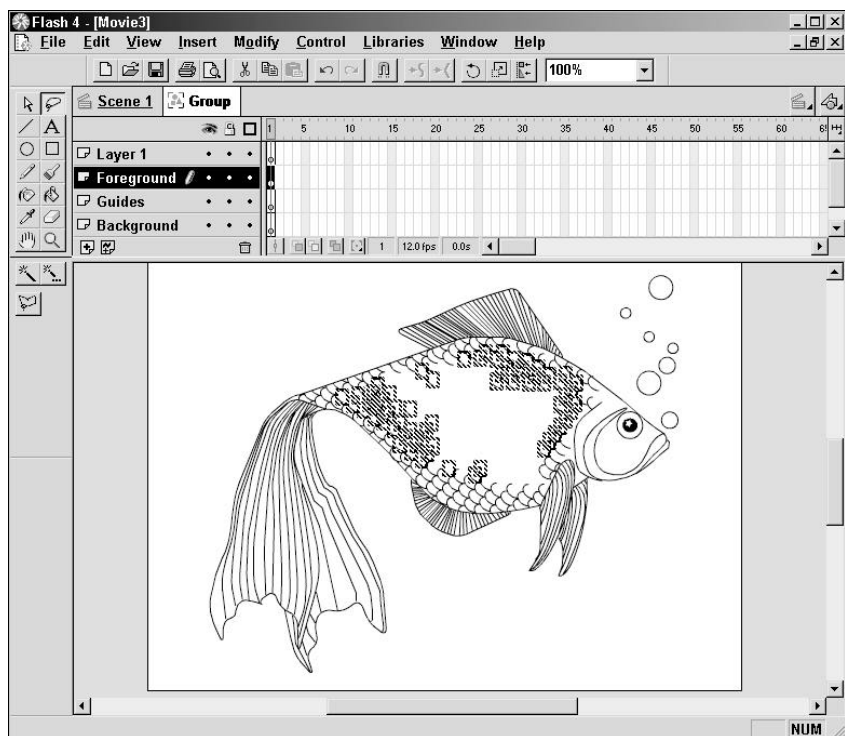 Flash 4 - [Movie3]
File Edit View Insert Modify Control Libraries Window Help
100%
Scene 1 Group
1 5 10 15 20 25 30 35 40 45 50 55 60
Layer 1
Foreground
Guides
Background
1 12.0 fps 0.0s
A
NUM